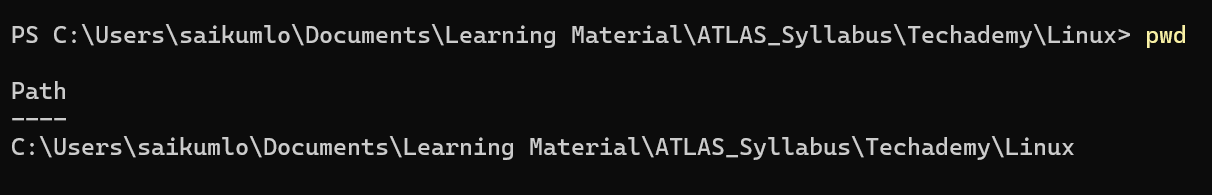 PS C:\Users\saikumlo\Documents\Learning Material\ATLAS_Syllabus\Techademy\Linux> pwd
Path
----
C:\Users\saikumlo\Documents\Learning Material\ATLAS_Syllabus\Techademy\Linux